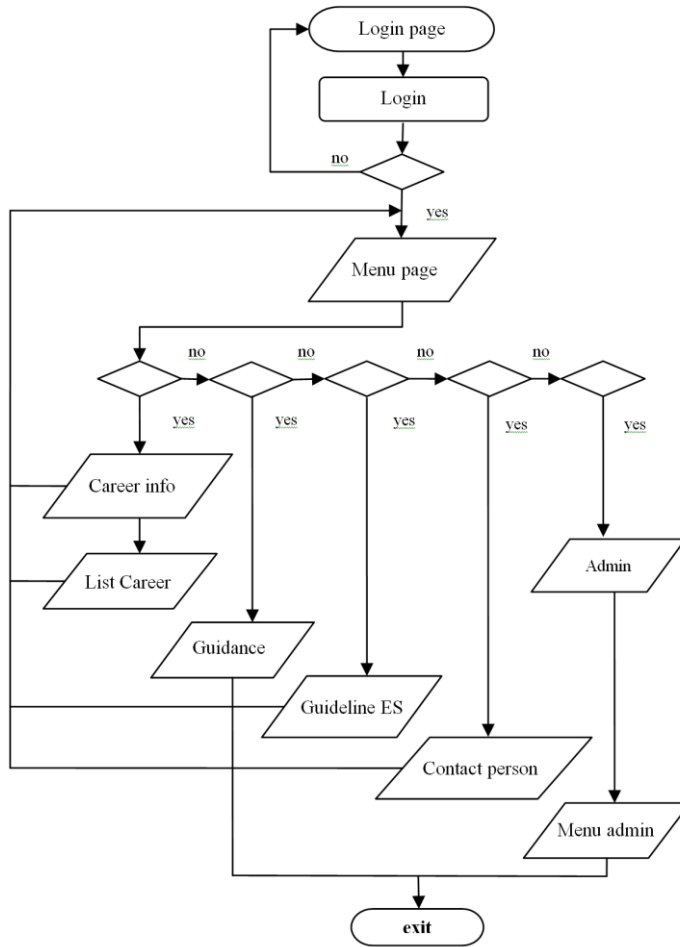 Login page
Login
no
yes
Menu page
no
no
no
no
yes
yes
yes
yes
yes
Career info
List Career
Guidance
Guideline ES
Contact person
Admin
Menu admin
exit